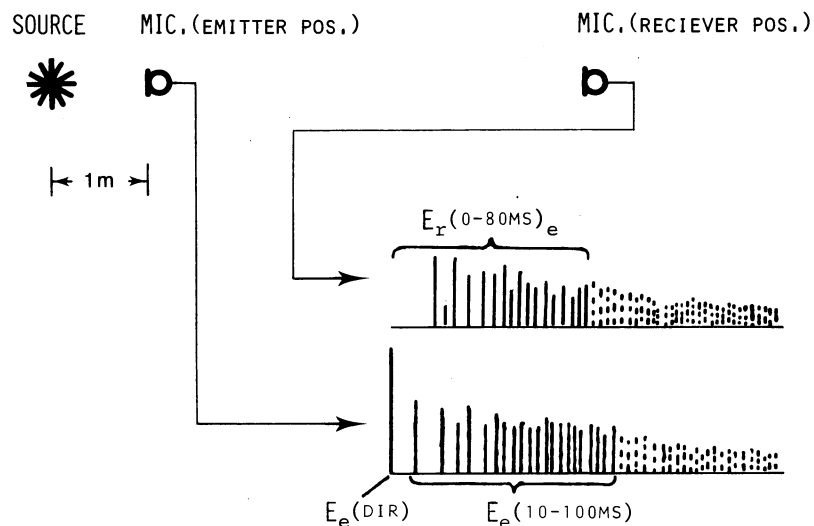 SOURCE MIC.(EMITTER POS.) MIC.(RECIEVER POS.)
1m
Er(0-80MS)e
Ee(DIR) Ee(10-100MS)